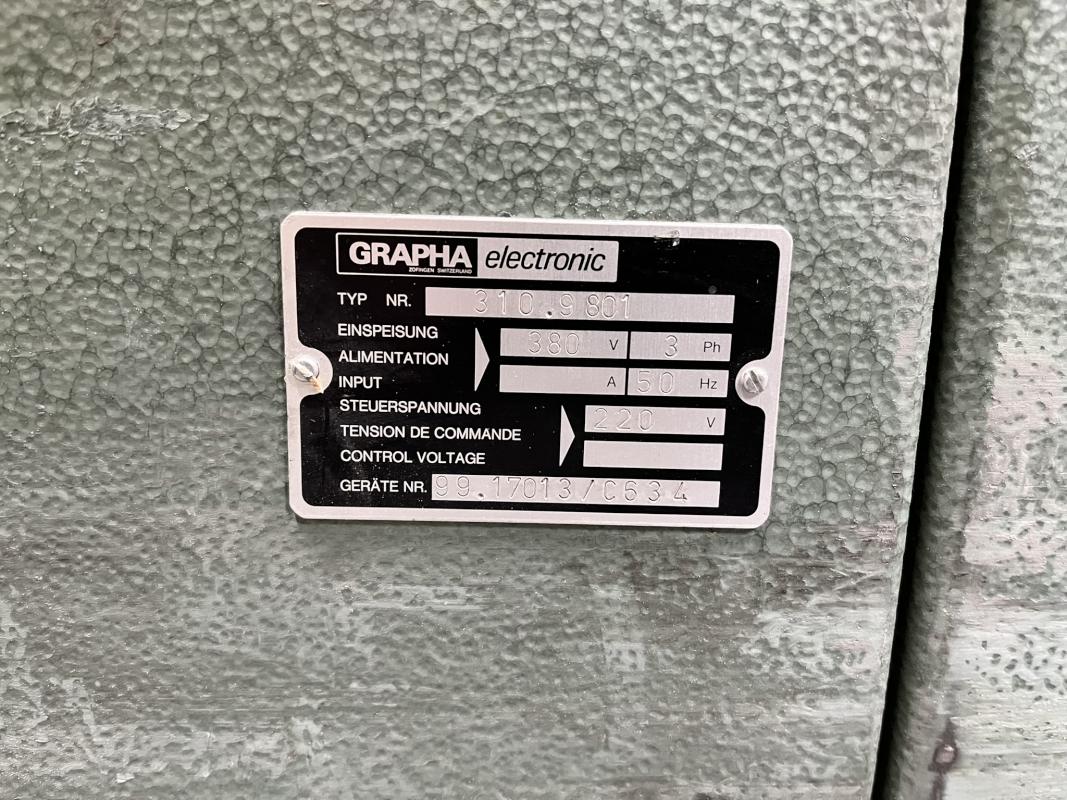 GRAPHA electronic
ZOFINGEN SWITZERLAND
TYP NR. 310.9801
EINSPEISUNG 380 V 3 Ph
ALIMENTATION
INPUT A 50 Hz
STEUERSPANNUNG 220 V
TENSION DE COMMANDE
CONTROL VOLTAGE
GERÄTE NR. 99.17013/C634